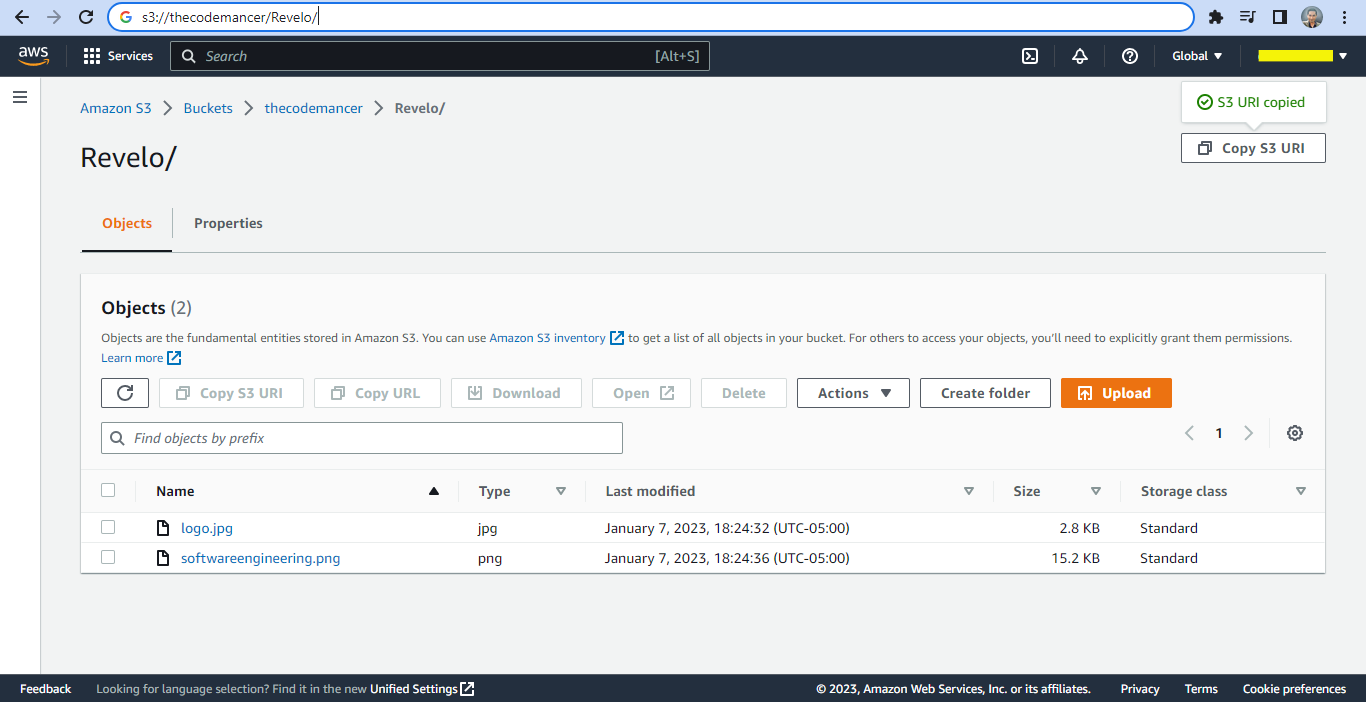 s3://thecodemancer/Revelo/
aws Services Search [Alt+S] Global
Amazon S3 Buckets thecodemancer Revelo/
S3 URI copied
Revelo/
Copy S3 URI
Objects Properties
Objects (2)
Objects are the fundamental entities stored in Amazon S3. You can use Amazon S3 inventory to get a list of all objects in your bucket. For others to access your objects, you'll need to explicitly grant them permissions.
Learn more
Copy S3 URI Copy URL Download Open Delete Actions Create folder Upload
Find objects by prefix 1
Name Type Last modified Size Storage class
logo.jpg jpg January 7, 2023, 18:24:32 (UTC-05:00) 2.8 KB Standard
softwareengineering.png png January 7, 2023, 18:24:36 (UTC-05:00) 15.2 KB Standard
Feedback Looking for language selection? Find it in the new Unified Settings © 2023, Amazon Web Services, Inc. or its affiliates. Privacy Terms Cookie preferences